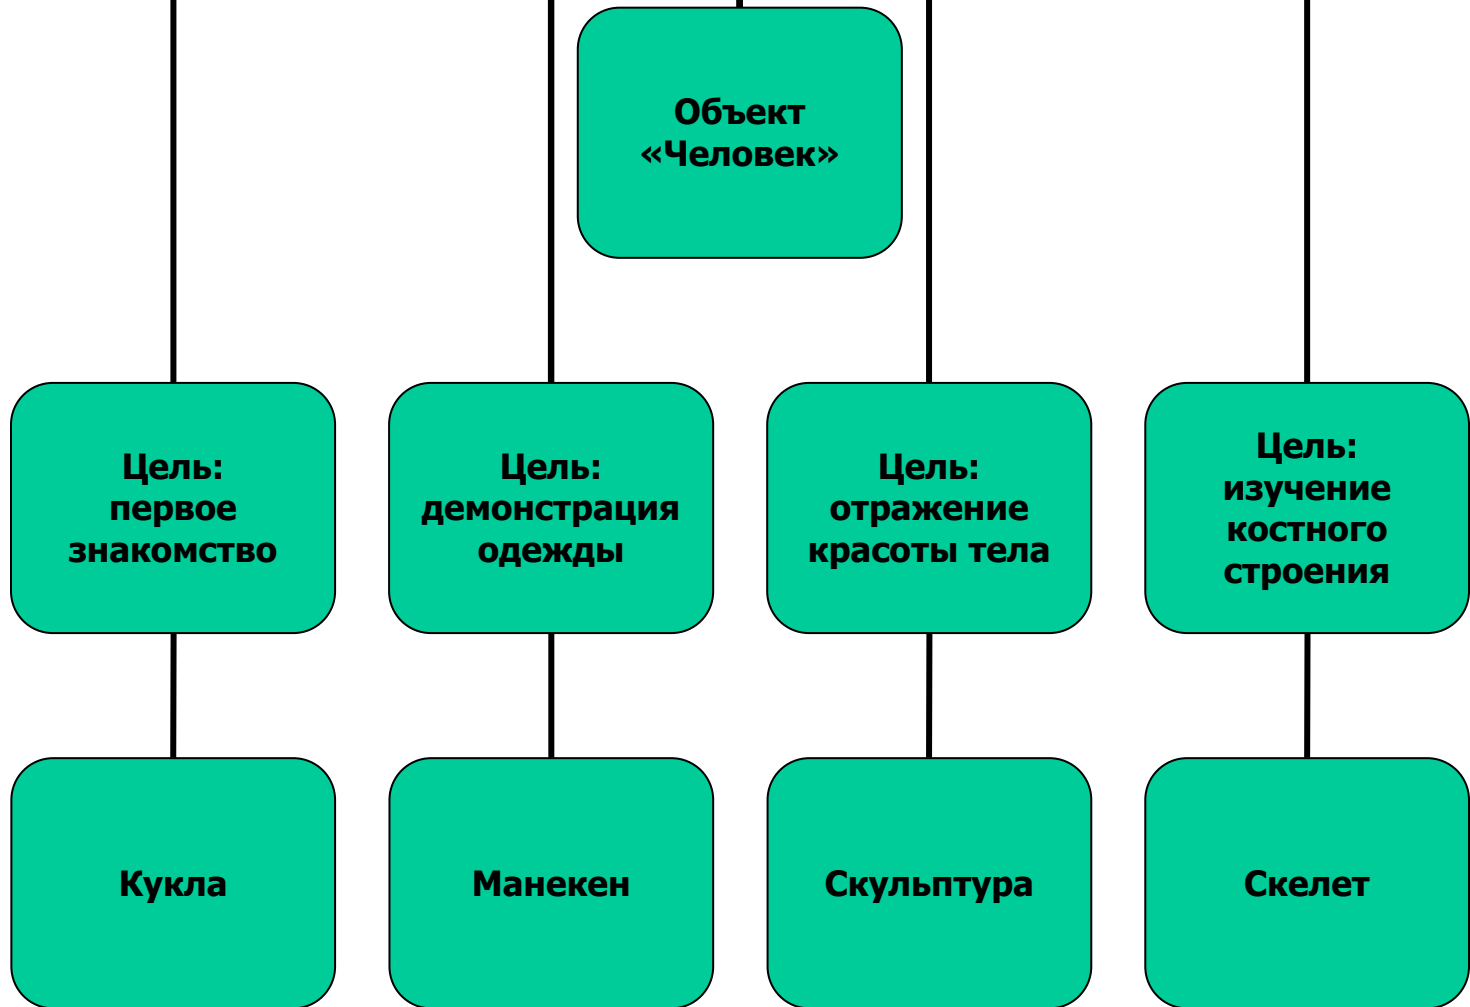 Объект
«Человек»
Цель:
первое
знакомство
Цель:
демонстрация
одежды
Цель:
отражение
красоты тела
Цель:
изучение
костного
строения
Кукла
Манекен
Скульптура
Скелет